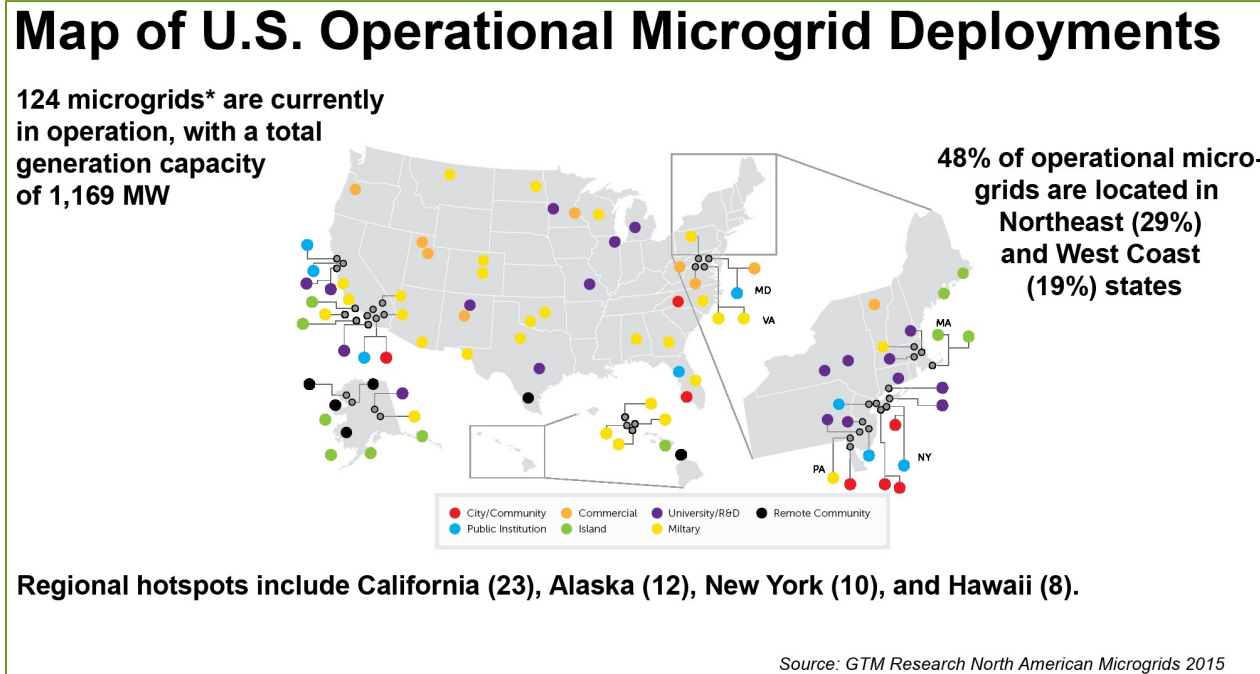 Map of U.S. Operational Microgrid Deployments
124 microgrids* are currently
in operation, with a total
generation capacity
of 1,169 MW
48% of operational micro-
grids are located in
Northeast (29%)
and West Coast
(19%) states
MD
VA
MA
NY
PA
City/Community
Commercial
University/R&D
Remote Community
Public Institution
Island
Miltary
Regional hotspots include California (23), Alaska (12), New York (10), and Hawaii (8).
Source: GTM Research North American Microgrids 2015